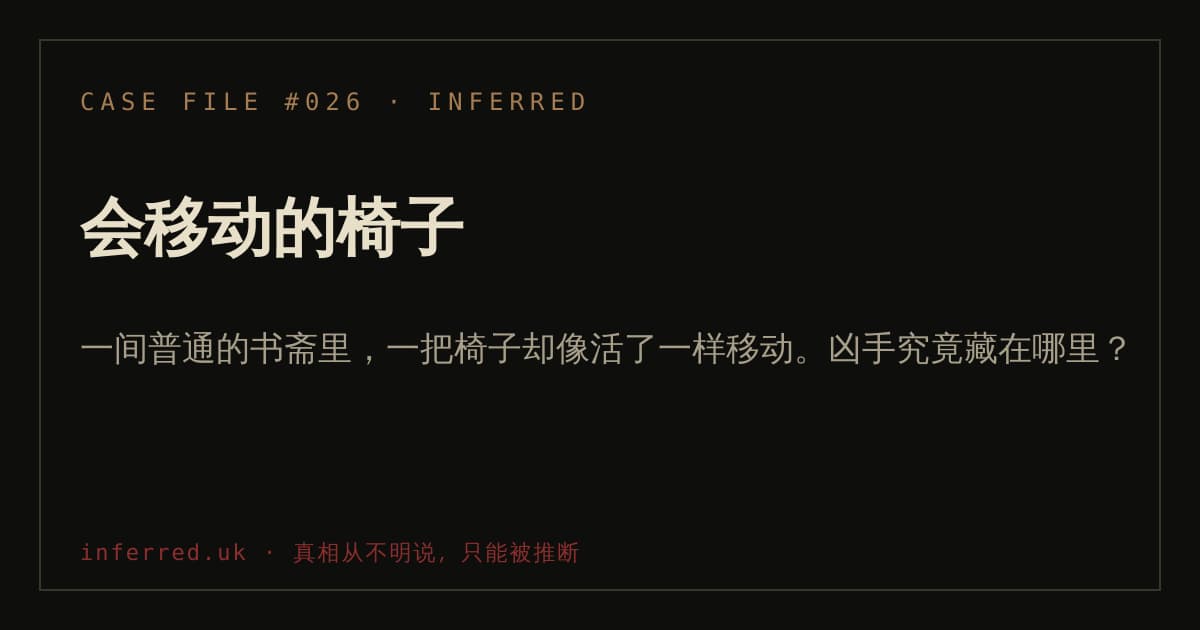 CASE FILE #026 · INFERRED
会移动的椅子
一间普通的书斋里，一把椅子却像活了一样移动。凶手究竟藏在哪里？
inferred.uk · 真相从不明说，只能被推断